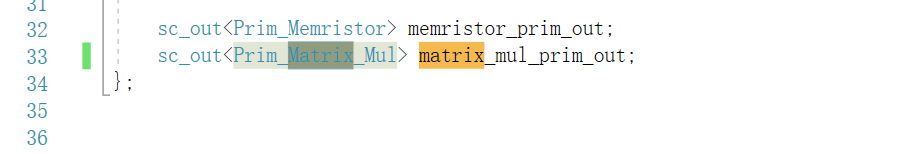 31
32 sc_out<Prim_Memristor> memristor_prim_out;
33 sc_out<Prim_Matrix_Mul> matrix_mul_prim_out;
34 };
35
36